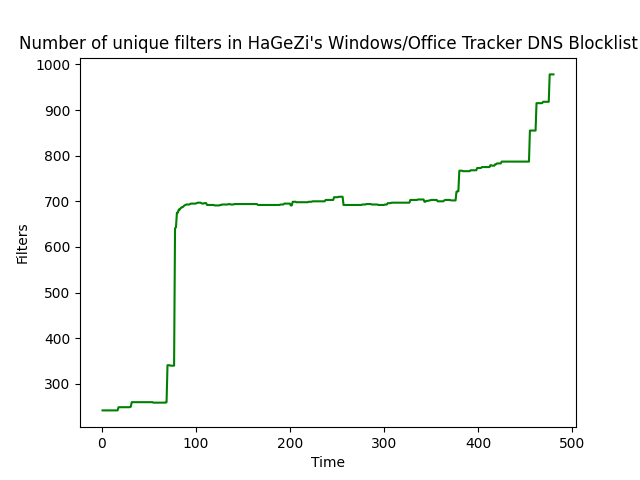 Number of unique filters in HaGeZi's Windows/Office Tracker DNS Blocklist
1000
900
800
700
600
500
400
300
Filters
0 100 200 300 400 500
Time